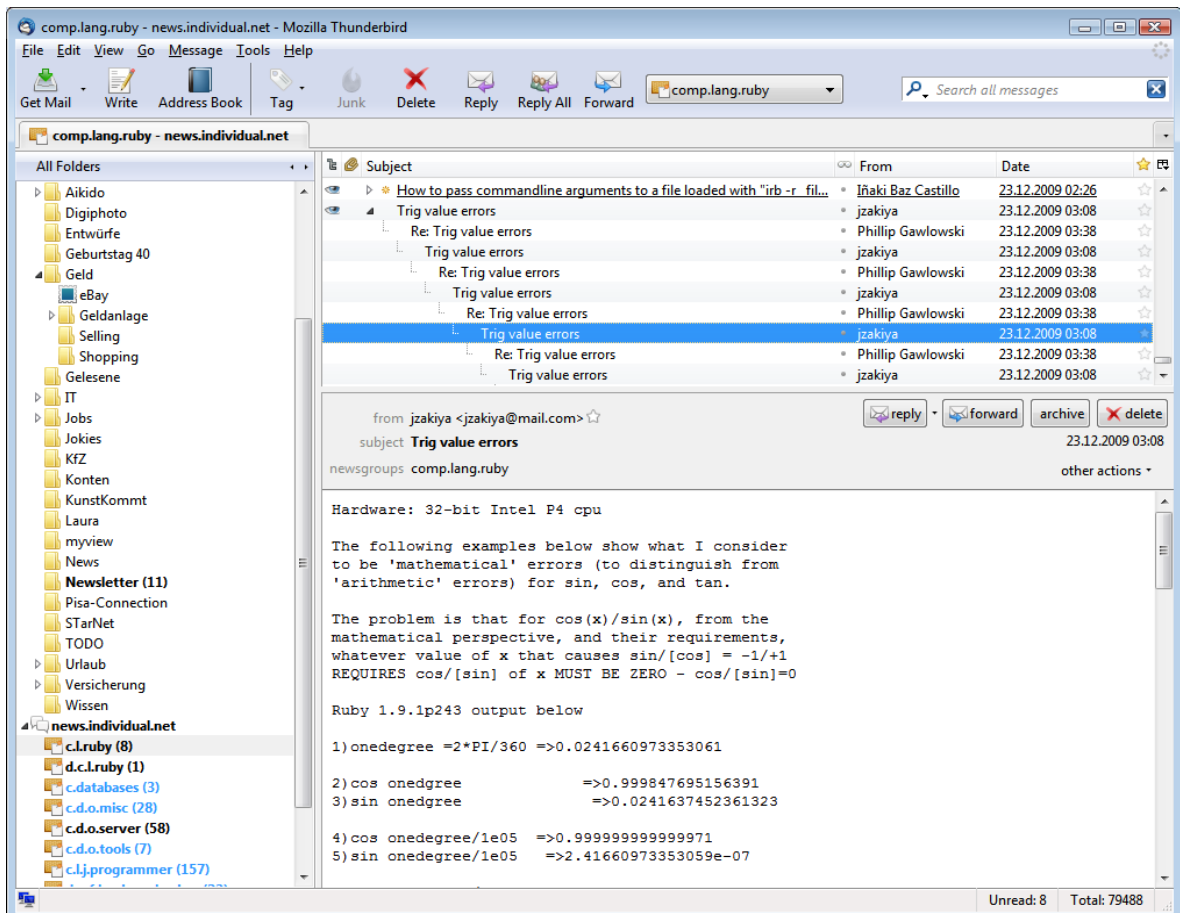 comp.lang.ruby - news.individual.net - Mozilla Thunderbird
File Edit View Go Message Tools Help
Get Mail Write Address Book Tag Junk Delete Reply Reply All Forward comp.lang.ruby Search all messages
comp.lang.ruby - news.individual.net
All Folders
Aikido
Digiphoto
Entwürfe
Geburtstag 40
Geld
eBay
Geldanlage
Selling
Shopping
Gelesene
IT
Jobs
Jokies
KfZ
Konten
KunstKommt
Laura
myview
News
Newsletter (11)
Pisa-Connection
STarNet
TODO
Urlaub
Versicherung
Wissen
news.individual.net
c.l.ruby (8)
d.c.l.ruby (1)
c.databases (3)
c.d.o.misc (28)
c.d.o.server (58)
c.d.o.tools (7)
c.l.j.programmer (157)
Subject From Date
How to pass commandline arguments to a file loaded with "irb -r_fil... Iñaki Baz Castillo 23.12.2009 02:26
Trig value errors jzakiya 23.12.2009 03:08
Re: Trig value errors Phillip Gawlowski 23.12.2009 03:38
Trig value errors jzakiya 23.12.2009 03:08
Re: Trig value errors Phillip Gawlowski 23.12.2009 03:38
Trig value errors jzakiya 23.12.2009 03:08
Re: Trig value errors Phillip Gawlowski 23.12.2009 03:38
Trig value errors jzakiya 23.12.2009 03:08
Re: Trig value errors Phillip Gawlowski 23.12.2009 03:38
Trig value errors jzakiya 23.12.2009 03:08
from jzakiya <jzakiya@mail.com> reply forward archive delete
subject Trig value errors 23.12.2009 03:08
newsgroups comp.lang.ruby other actions
Hardware: 32-bit Intel P4 cpu
The following examples below show what I consider
to be 'mathematical' errors (to distinguish from
'arithmetic' errors) for sin, cos, and tan.
The problem is that for cos(x)/sin(x), from the
mathematical perspective, and their requirements,
whatever value of x that causes sin/[cos] = -1/+1
REQUIRES cos/[sin] of x MUST BE ZERO - cos/[sin]=0
Ruby 1.9.1p243 output below
1)onedegree =2*PI/360 =>0.0241660973353061
2)cos onedgree =>0.999847695156391
3)sin onedgree =>0.0241637452361323
4)cos onedegree/1e05 =>0.999999999999971
5)sin onedegree/1e05 =>2.41660973353059e-07
Unread: 8 Total: 79488